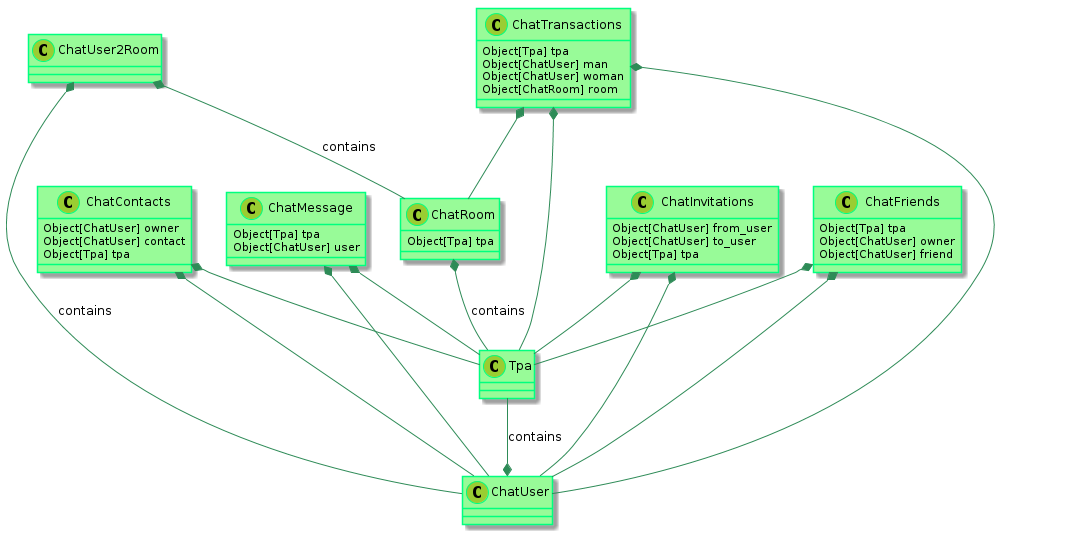 C ChatTransactions
Object[Tpa] tpa
Object[ChatUser] man
Object[ChatUser] woman
Object[ChatRoom] room
C ChatUser2Room
contains
C ChatContacts
Object[ChatUser] owner
Object[ChatUser] contact
Object[Tpa] tpa
C ChatMessage
Object[Tpa] tpa
Object[ChatUser] user
C ChatRoom
Object[Tpa] tpa
C ChatInvitations
Object[ChatUser] from_user
Object[ChatUser] to_user
Object[Tpa] tpa
C ChatFriends
Object[Tpa] tpa
Object[ChatUser] owner
Object[ChatUser] friend
contains
contains
C Tpa
contains
C ChatUser